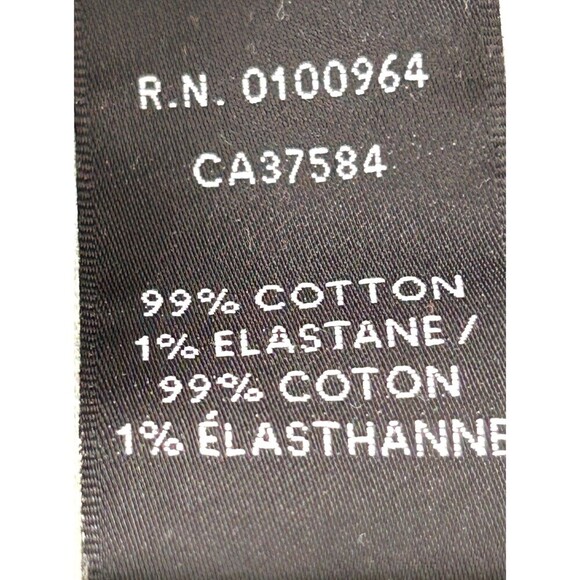 R.N. 0100964
CA37584
99% COTTON
1% ELASTANE /
99% COTON
1% ÉLASTHANNE